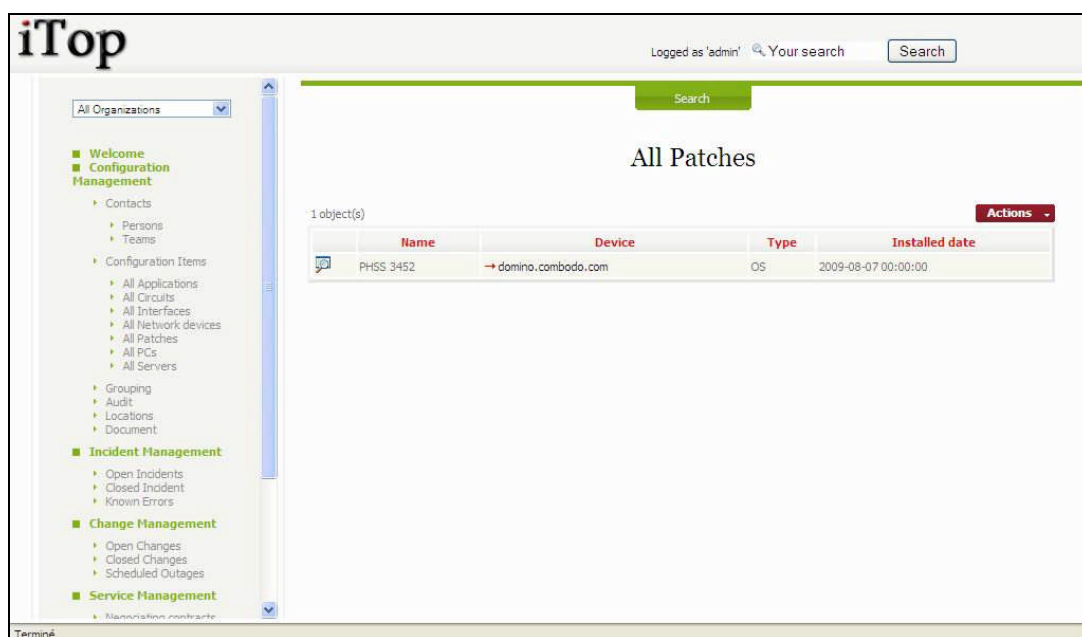 iTop
Logged as 'admin' Your search Search
All Organizations
Welcome
Configuration
Management
Contacts
Persons
Teams
Configuration Items
All Applications
All Circuits
All Interfaces
All Network devices
All Patches
All PCs
All Servers
Grouping
Audit
Locations
Document
Incident Management
Open Incidents
Closed Incident
Known Errors
Change Management
Open Changes
Closed Changes
Scheduled Outages
Service Management
Negociating contracts
Search
All Patches
1 object(s)
Actions
Name Device Type Installed date
PHSS 3452 domino.combodo.com OS 2009-08-07 00:00:00
Terminé